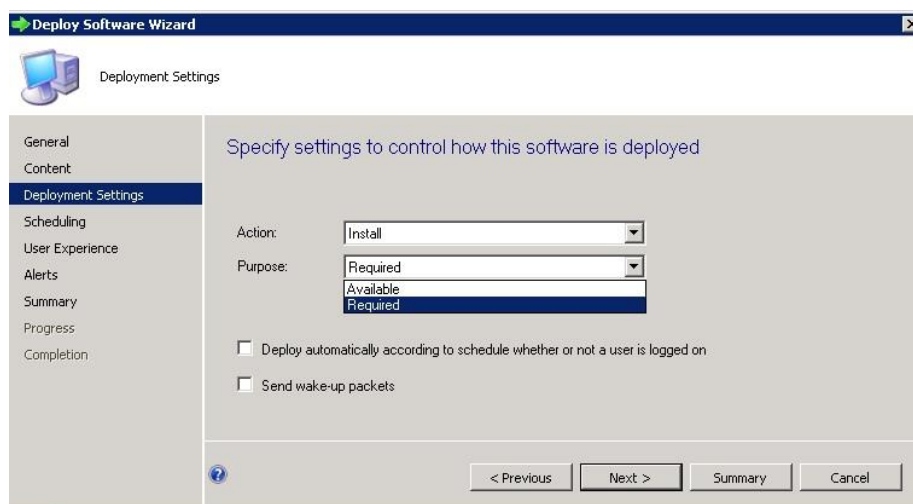 Deploy Software Wizard
Deployment Settings
General
Content
Deployment Settings
Scheduling
User Experience
Alerts
Summary
Progress
Completion
Specify settings to control how this software is deployed
Action: Install
Purpose: Required
Available
Required
Deploy automatically according to schedule whether or not a user is logged on
Send wake-up packets
< Previous Next > Summary Cancel